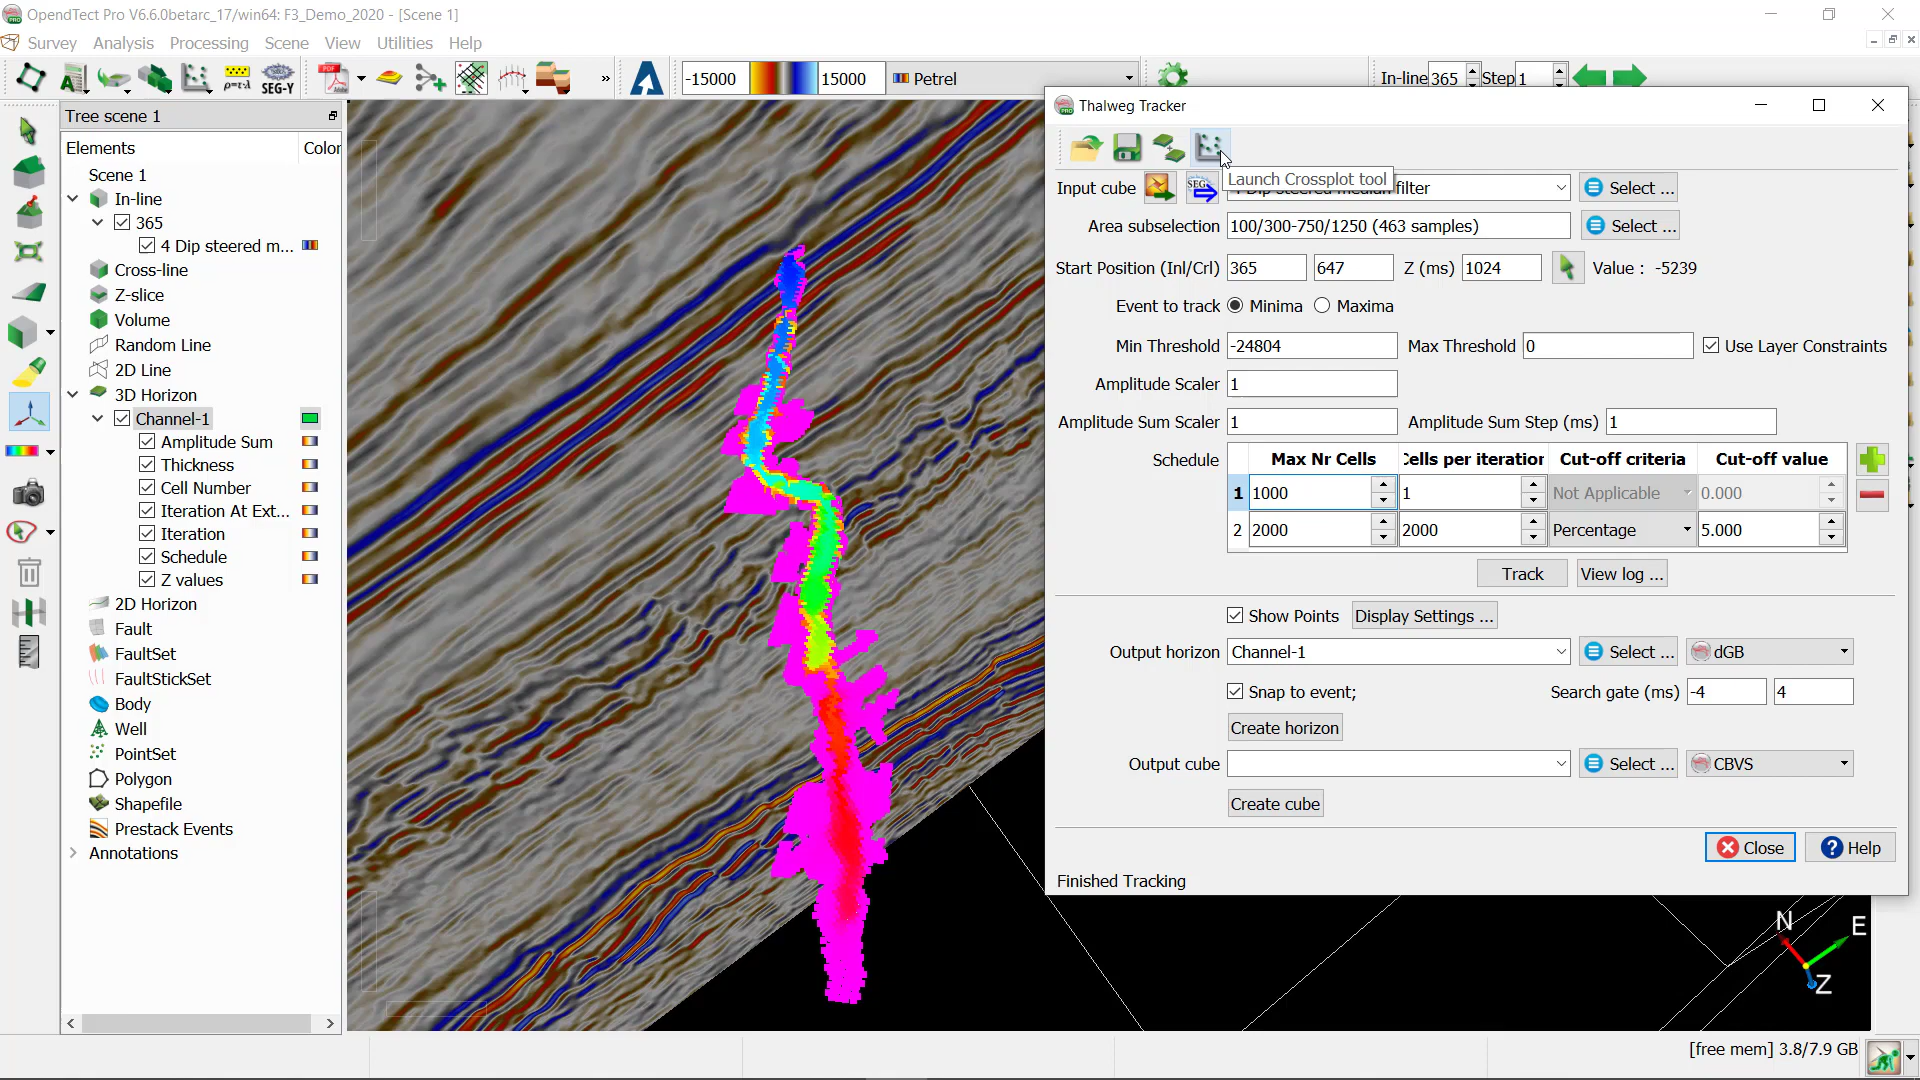 OpendTect Pro V6.6.0betarc_17/win64: F3_Demo_2020 - [Scene 1]
Survey Analysis Processing Scene View Utilities Help
PDF Adobe ρ=τ.λ SEG-Y » -15000 15000 Petrel In-line 365 Step 1
Tree scene 1
Elements Color
Scene 1
In-line
365
4 Dip steered m...
Cross-line
Z-slice
Volume
Random Line
2D Line
3D Horizon
Channel-1
Amplitude Sum
Thickness
Cell Number
Iteration At Ext...
Iteration
Schedule
Z values
2D Horizon
Fault
FaultSet
FaultStickSet
Body
Well
PointSet
Polygon
Shapefile
Prestack Events
Annotations
Thalweg Tracker
Launch Crossplot tool
Input cube SEG 4 Dip steered median filter Select ...
Area subselection 100/300-750/1250 (463 samples) Select ...
Start Position (Inl/Crl) 365 647 Z (ms) 1024 Value : -5239
Event to track Minima Maxima
Min Threshold -24804 Max Threshold 0 Use Layer Constraints
Amplitude Scaler 1
Amplitude Sum Scaler 1 Amplitude Sum Step (ms) 1
Schedule Max Nr Cells Cells per iteration Cut-off criteria Cut-off value
1 1000 1 Not Applicable 0.000
2 2000 2000 Percentage 5.000
Track View log ...
Show Points Display Settings ...
Output horizon Channel-1 Select ... dGB
Snap to event; Search gate (ms) -4 4
Create horizon
Output cube Select ... CBVS
Create cube
Close Help
Finished Tracking
N E Z
[free mem] 3.8/7.9 GB